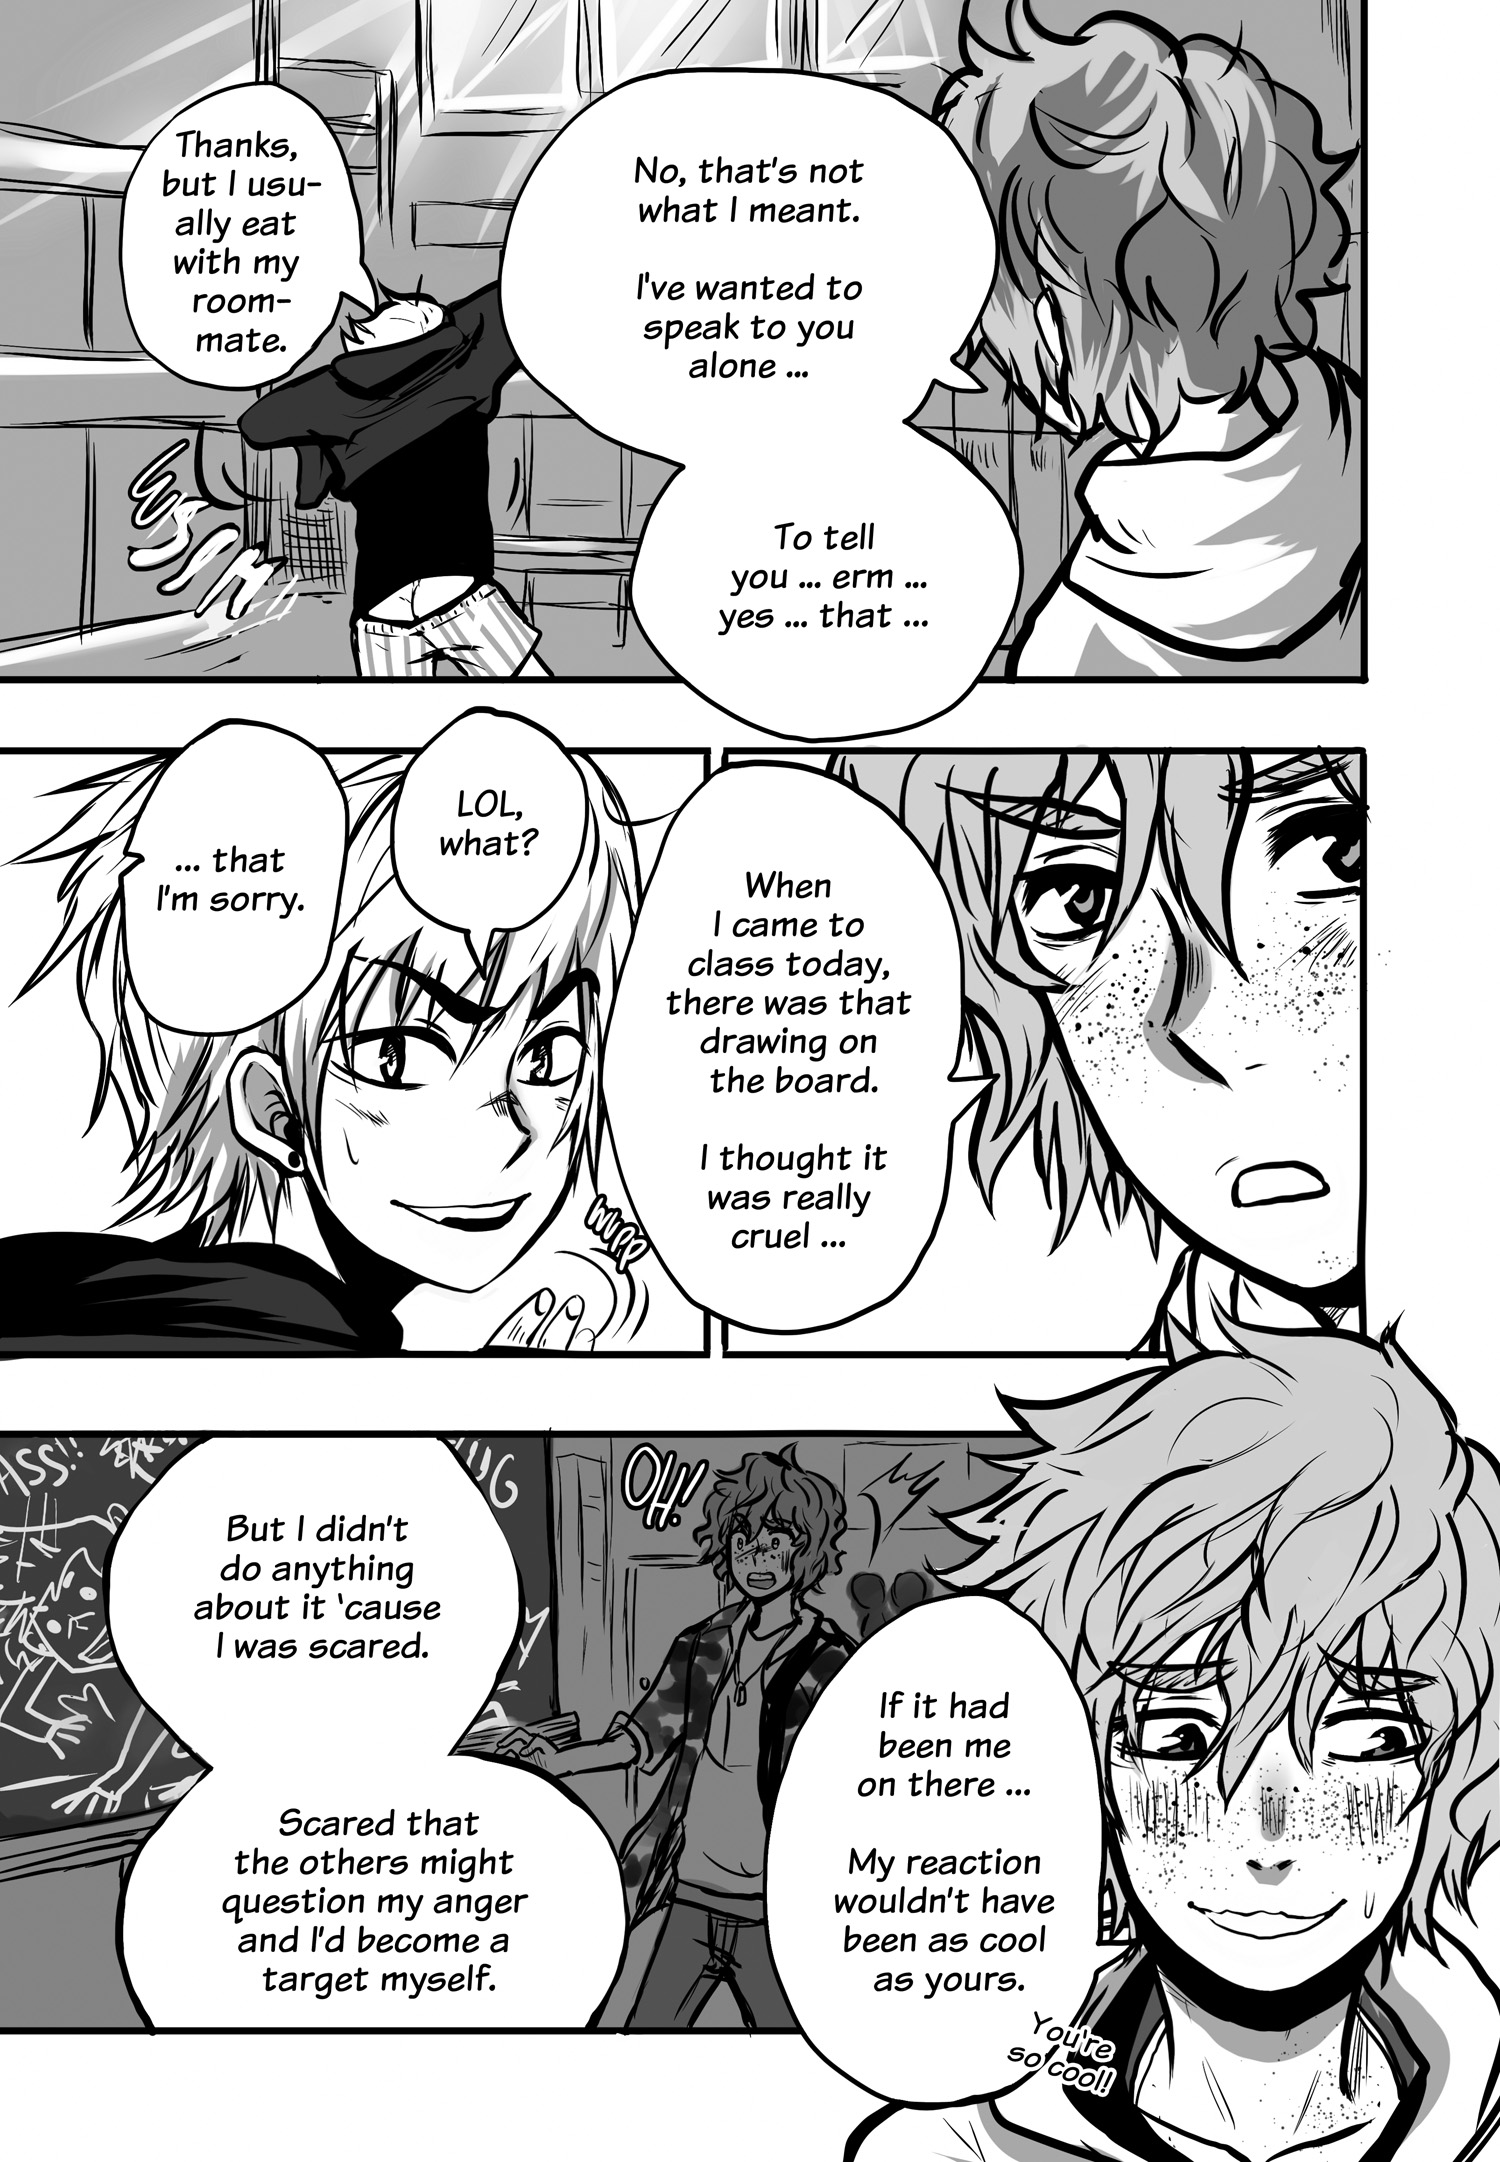 Thanks,
but I usu-
ally eat
with my
room-
mate.
No, that's not
what I meant.
I've wanted to
speak to you
alone ...
To tell
you ... erm ...
yes ... that ...
... that
I'm sorry.
LOL,
what?
wupp
When
I came to
class today,
there was that
drawing on
the board.
I thought it
was really
cruel ...
ASS!!
But I didn't
do anything
about it 'cause
I was scared.
Scared that
the others might
question my anger
and I'd become a
target myself.
OH!
If it had
been me
on there ...
My reaction
wouldn't have
been as cool
as yours.
You're
so cool!